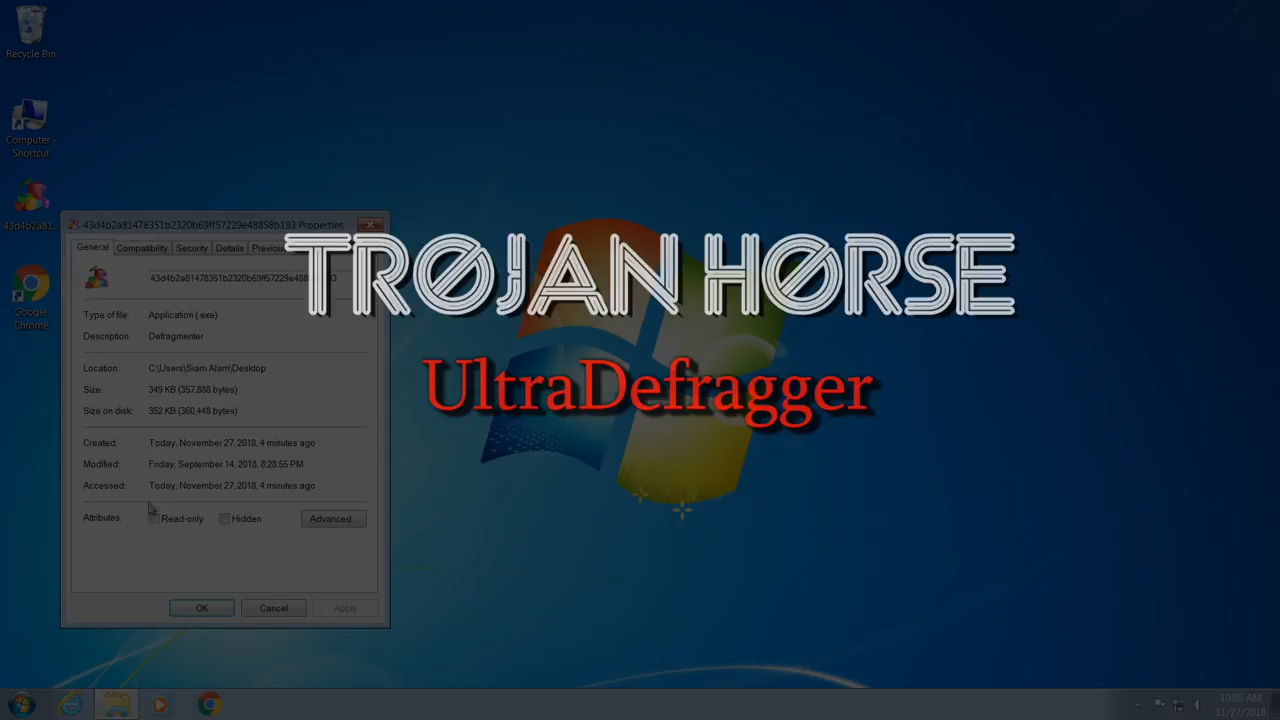 Recycle Bin
Computer -
Shortcut
43d4b2a81...
Google
Chrome
43d4b2a81478351b2320b69ff57229e48858b193 Properties
General Compatibility Security Details Previou
43d4b2a81478351b2320b69ff57229e48
TRØJAN HØRSE
UltraDefragger
Type of file: Application (.exe)
Description: Defragmenter
Location: C:\Users\Siam Alam\Desktop
Size: 349 KB (357,888 bytes)
Size on disk: 352 KB (360,448 bytes)
Created: Today, November 27, 2018, 4 minutes ago
Modified: Friday, September 14, 2018, 8:28:55 PM
Accessed: Today, November 27, 2018, 4 minutes ago
Attributes: Read-only Hidden Advanced...
OK Cancel Apply
10:05 AM
11/27/2018